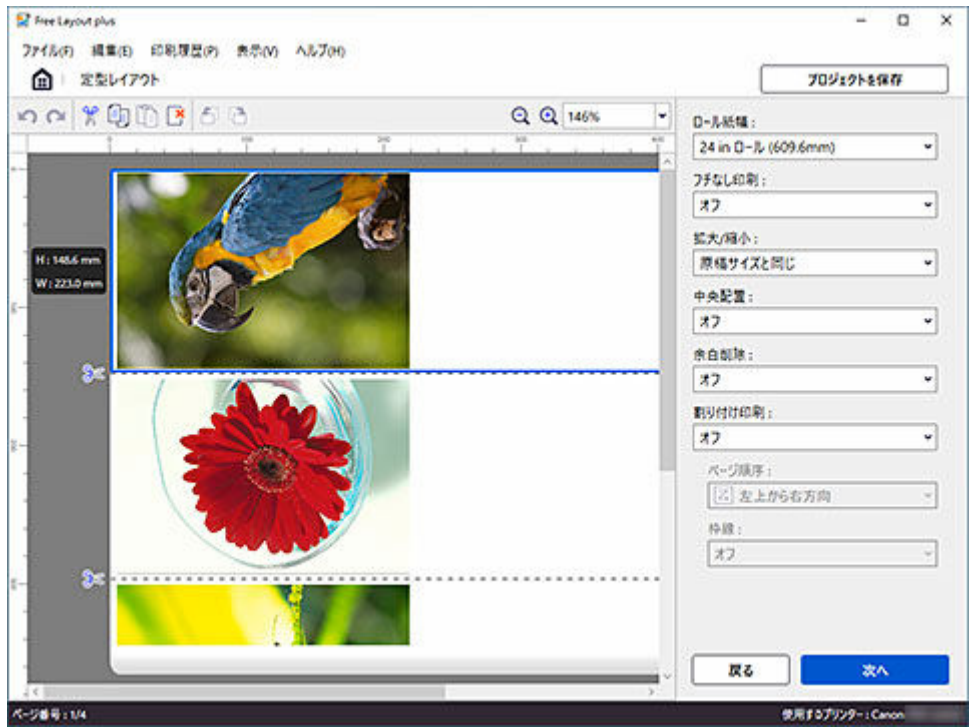 Free Layout plus
ファイル(F) 編集(E) 印刷履歴(P) 表示(V) ヘルプ(H)
定型レイアウト
プロジェクトを保存
146%
ロール紙幅：
24 in ロール (609.6mm)
フチなし印刷：
オフ
拡大/縮小：
原稿サイズと同じ
中央配置：
オフ
余白削除：
オフ
割り付け印刷：
オフ
ページ順序：
左上から右方向
枠線：
オフ
H : 148.6 mm
W : 223.0 mm
戻る
次へ
ページ番号 : 1/4
使用するプリンター : Canon